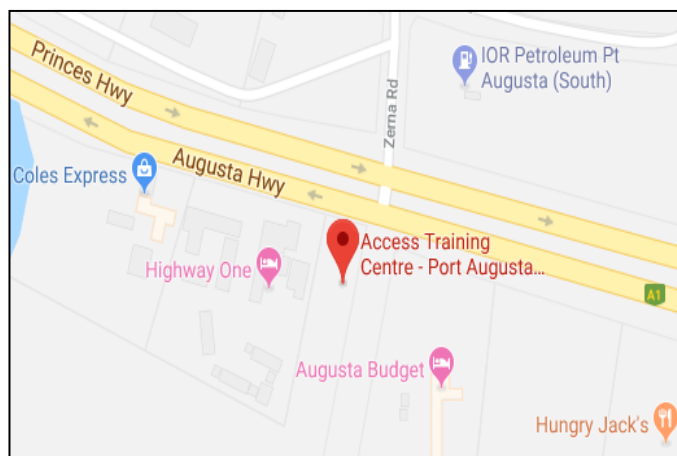 Princes Hwy
IOR Petroleum Pt
Augusta (South)
Zerna Rd
Augusta Hwy
Coles Express
Access Training
Centre - Port Augusta...
Highway One
A1
Augusta Budget
Hungry Jack's